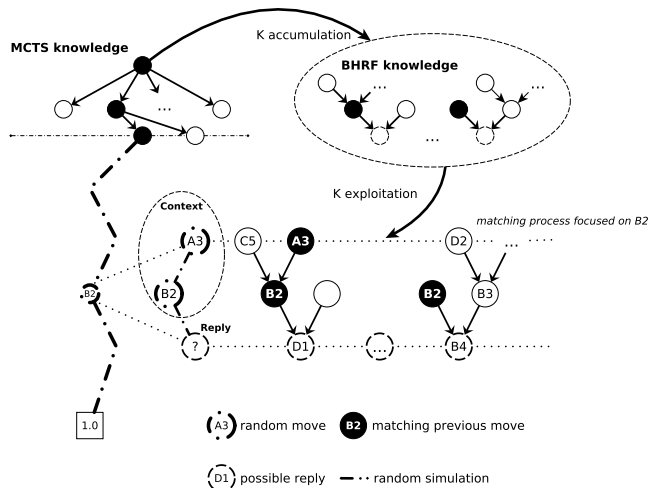 MCTS knowledge
K accumulation
BHRF knowledge
...
...
...
...
K exploitation
Context
matching process focused on B2
A3
C5
A3
D2
...
B2
B2
B2
B2
B3
Reply
?
D1
...
B4
1.0
A3 random move
B2 matching previous move
D1 possible reply
random simulation